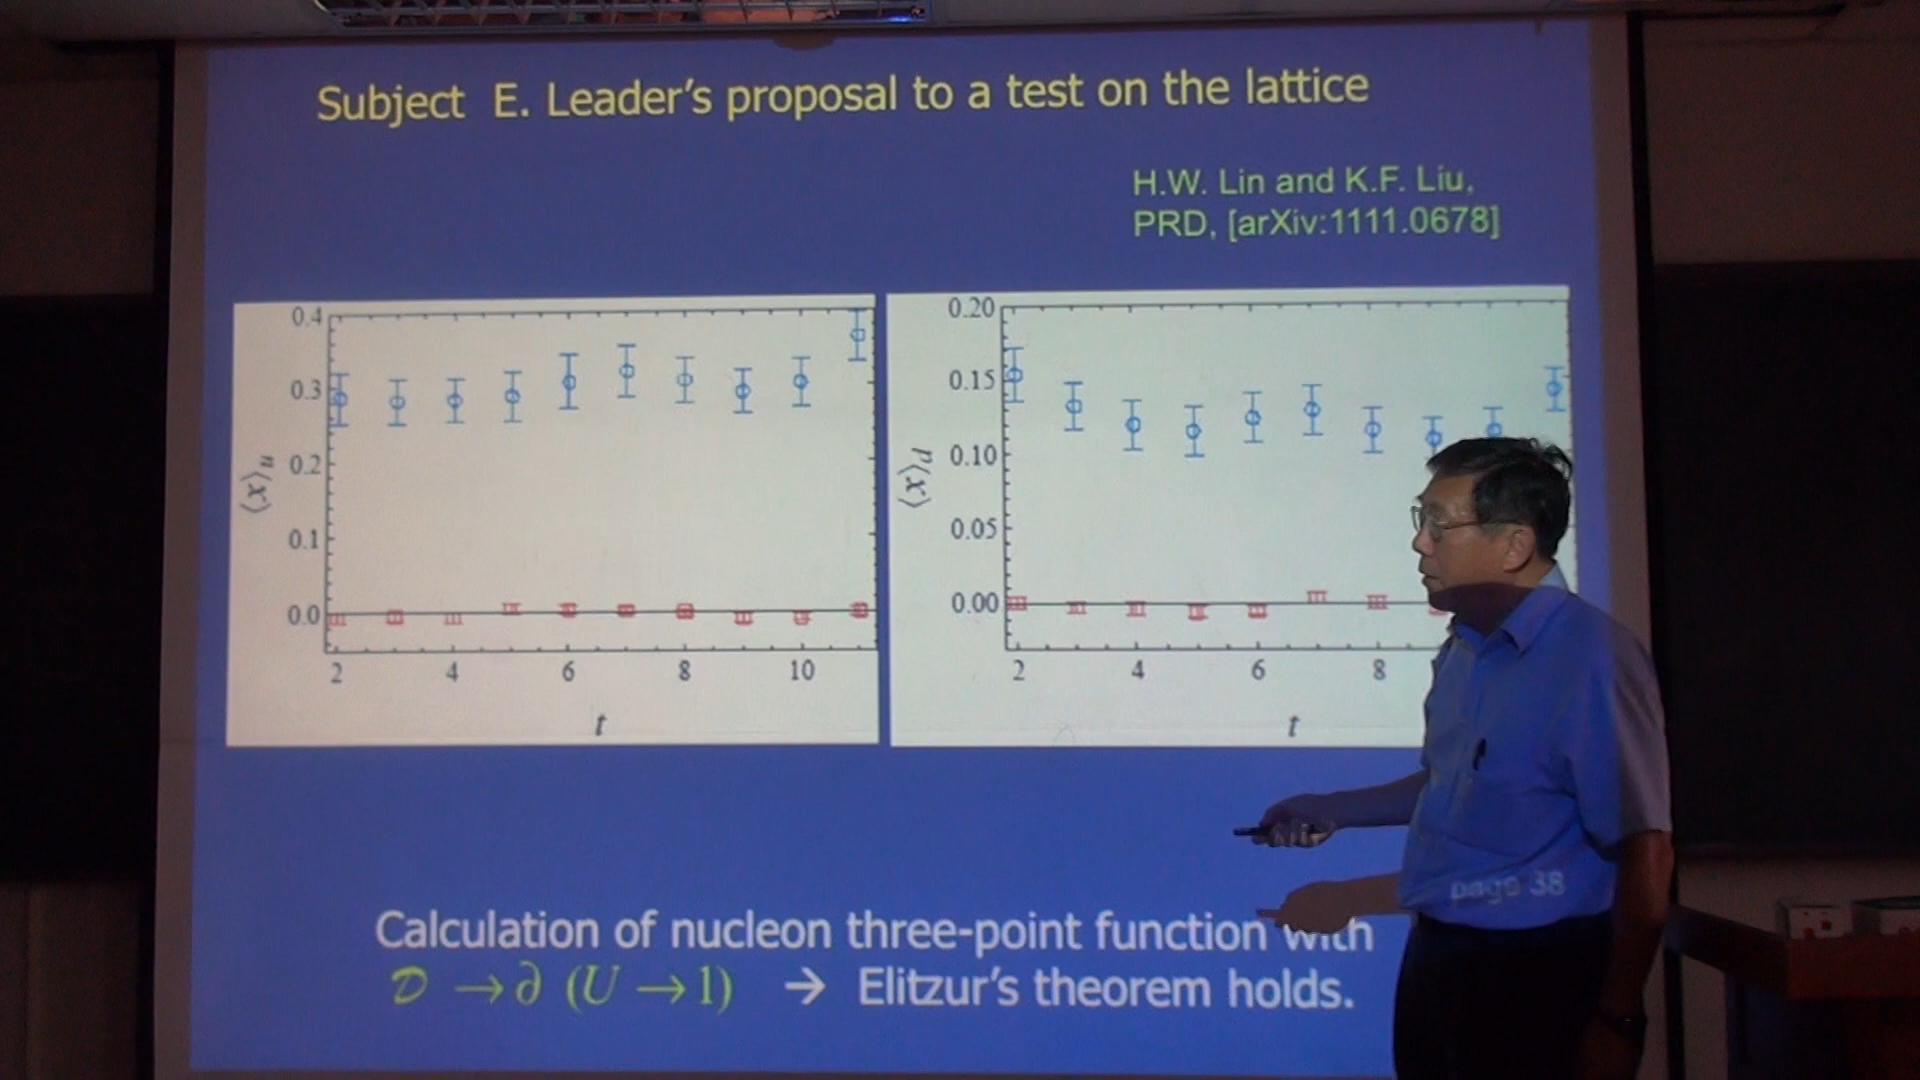 Subject E. Leader's proposal to a test on the lattice
H.W. Lin and K.F. Liu,
PRD, [arXiv:1111.0678]
0.4
0.3
0.2
0.1
0.0
⟨x⟩u
2 4 6 8 10
t
0.20
0.15
0.10
0.05
0.00
⟨x⟩d
2 4 6 8
t
page 38
Calculation of nucleon three-point function with
D → ∂ (U → 1) → Elitzur's theorem holds.